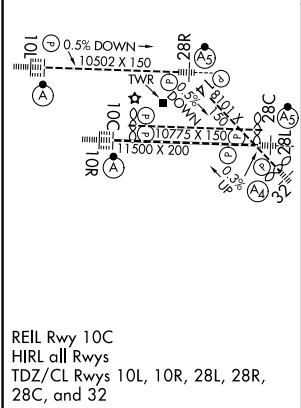 10L
P
0.5% DOWN
10502 X 150
28R
A5
P
A
TWR
P
0.5%
DOWN
8101 X
10C
P
P
10775 X 150
P
28C
A5
10R
A
11500 X 200
P
28L
0.3%
UP
A4
P
32
REIL Rwy 10C
HIRL all Rwys
TDZ/CL Rwys 10L, 10R, 28L, 28R,
28C, and 32